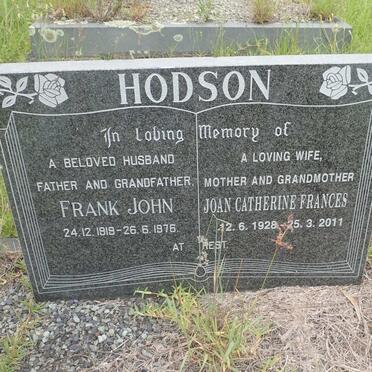 HODSON
In Loving Memory of
A BELOVED HUSBAND
FATHER AND GRANDFATHER
FRANK JOHN
24.12.1919-26.6.1976.
A LOVING WIFE,
MOTHER AND GRANDMOTHER
JOAN CATHERINE FRANCES
12.6.1928-25.3.2011
AT REST.